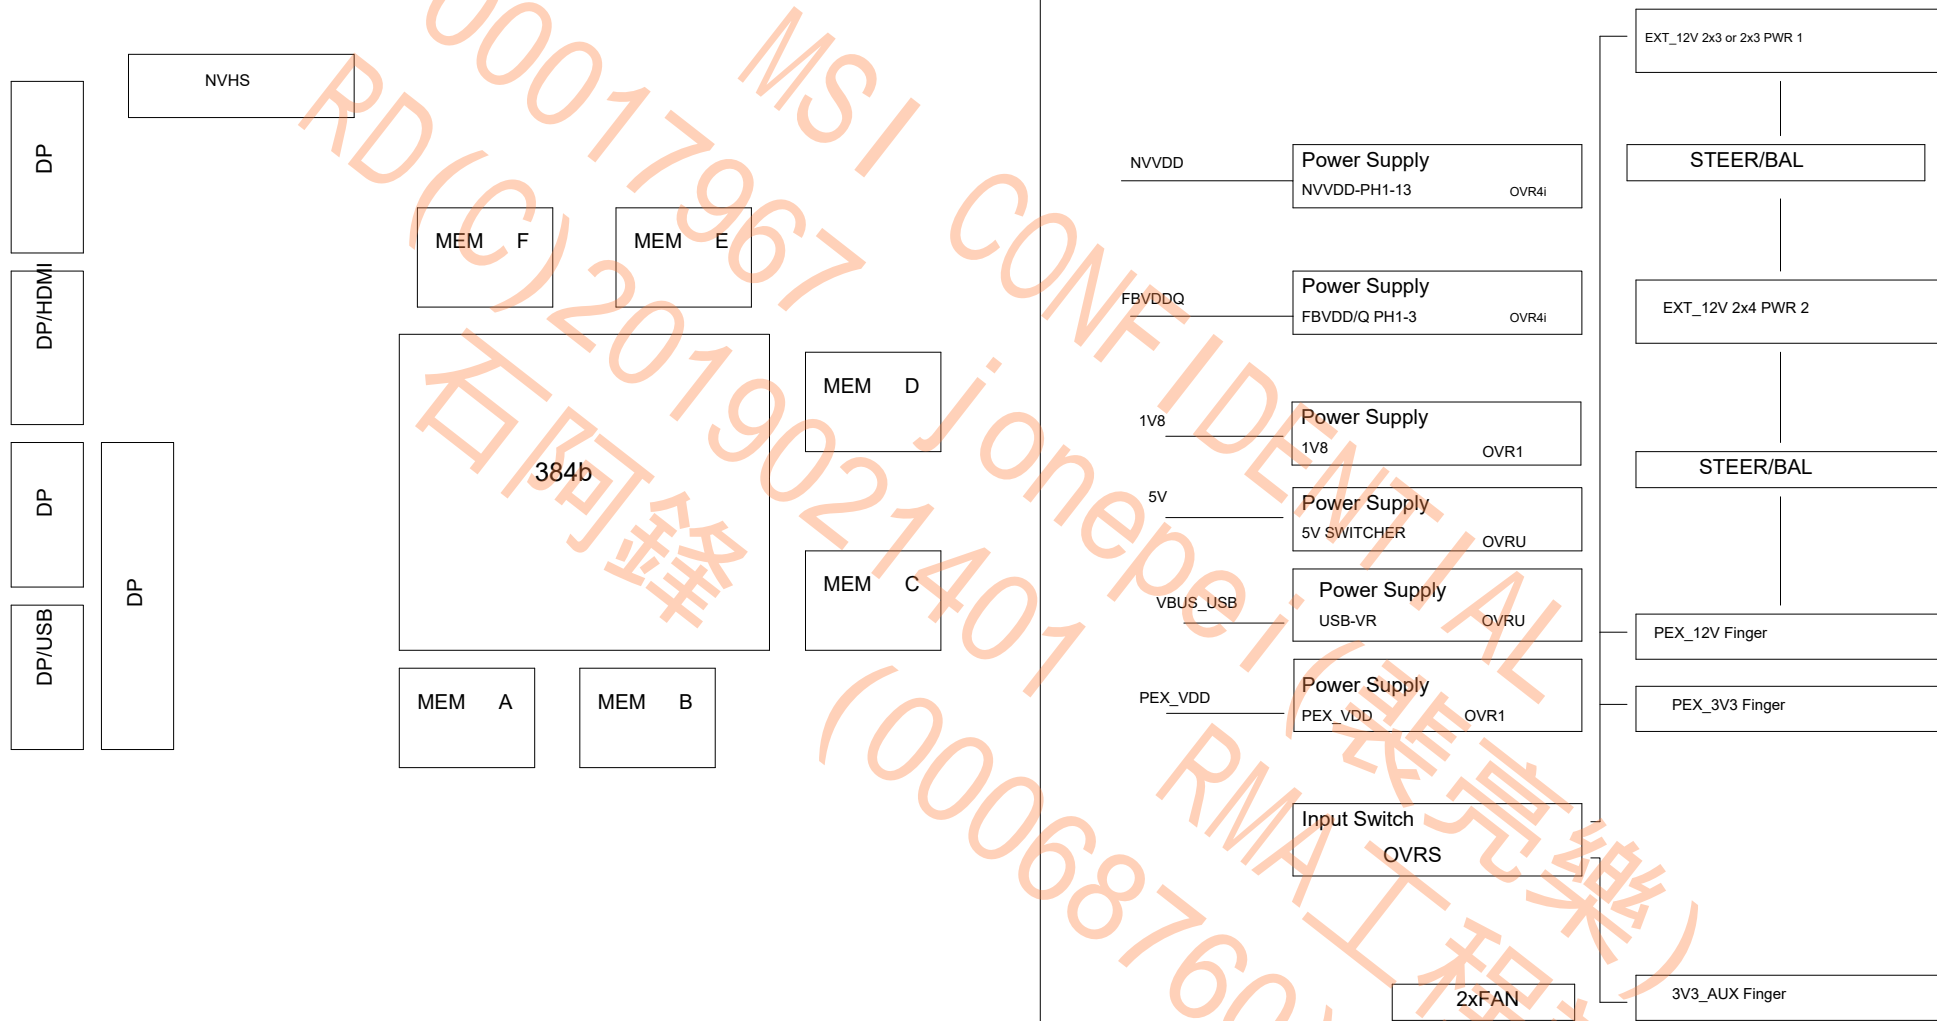 NVHS
DP
DP/HDMI
DP
DP/USB
DP
MEM F
MEM E
MEM D
384b
MEM C
MEM A
MEM B
NVVDD
Power Supply
NVVDD-PH1-13 OVR4i
FBVDDQ
Power Supply
FBVDD/Q PH1-3 OVR4i
1V8
Power Supply
1V8 OVR1
5V
Power Supply
5V SWITCHER OVRU
VBUS_USB
Power Supply
USB-VR OVRU
PEX_VDD
Power Supply
PEX_VDD OVR1
Input Switch
OVRS
2xFAN
EXT_12V 2x3 or 2x3 PWR 1
STEER/BAL
EXT_12V 2x4 PWR 2
STEER/BAL
PEX_12V Finger
PEX_3V3 Finger
3V3_AUX Finger
MSI CONFIDENTIAL
00017967 jonepei(裴亮樂)
RD(C)2019021401 RMA工程
石阿鋒 (00068760)